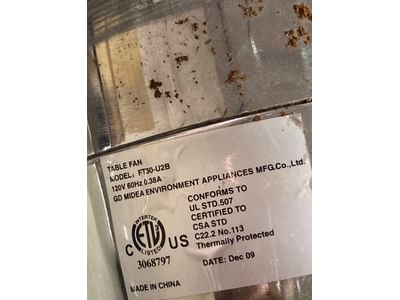 TABLE FAN
MODEL: FT30-U2B
120V 60Hz 0.38A
GD MIDEA ENVIRONMENT APPLIANCES MFG.Co.,Ltd.
CONFORMS TO
UL STD.507
CERTIFIED TO
CSA STD
C22.2 No.113
Thermally Protected
INTERTEK
ETL
LISTED
C US
3068797
DATE: Dec 09
MADE IN CHINA